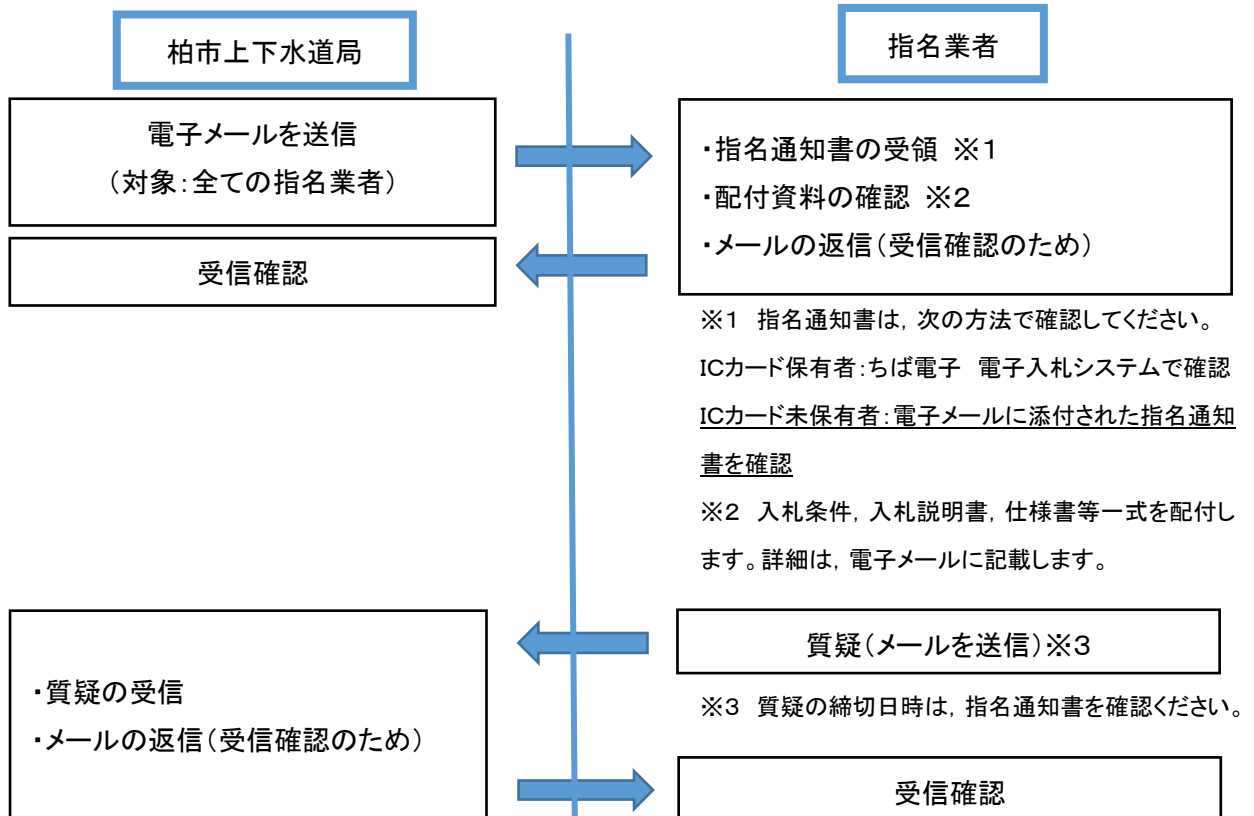 柏市上下水道局
指名業者
電子メールを送信
（対象：全ての指名業者）
・指名通知書の受領 ※１
・配付資料の確認 ※２
・メールの返信（受信確認のため）
受信確認
※１　指名通知書は，次の方法で確認してください。
ICカード保有者：ちば電子　電子入札システムで確認
ICカード未保有者：電子メールに添付された指名通知
書を確認
※２　入札条件，入札説明書，仕様書等一式を配付し
ます。詳細は，電子メールに記載します。
質疑（メールを送信）※３
※３　質疑の締切日時は，指名通知書を確認ください。
・質疑の受信
・メールの返信（受信確認のため）
受信確認